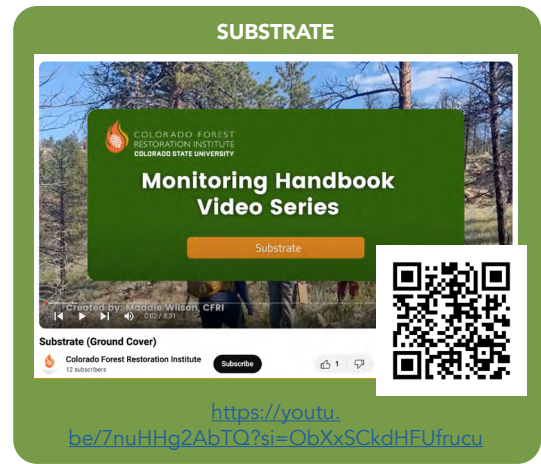 SUBSTRATE
COLORADO FOREST
RESTORATION INSTITUTE
COLORADO STATE UNIVERSITY
Monitoring Handbook
Video Series
Substrate
Created by: Maddie Wilson, CFRI
0:02 / 8:31
Substrate (Ground Cover)
Colorado Forest Restoration Institute
12 subscribers
Subscribe
1
https://youtu.
be/7nuHHg2AbTQ?si=ObXxSCkdHFUfrucu